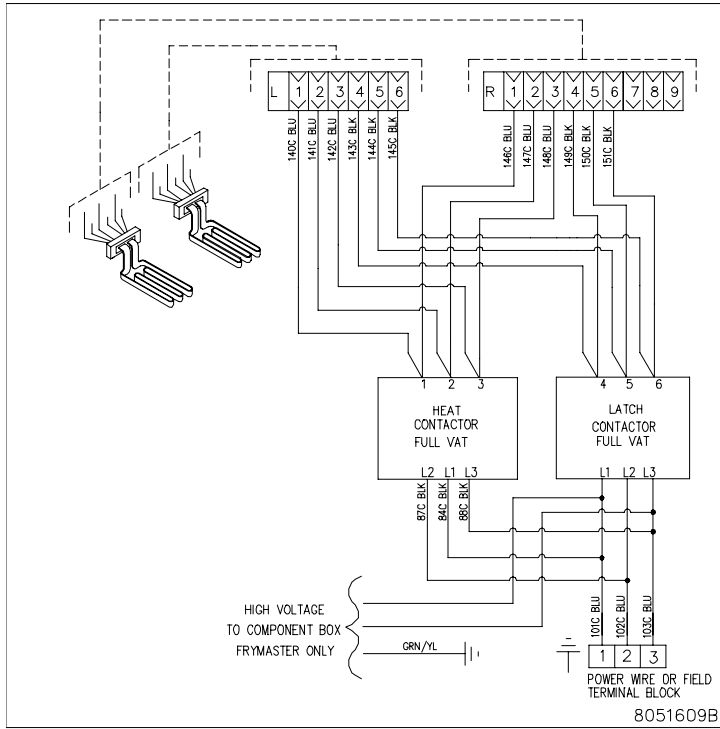 L 1 2 3 4 5 6
R 1 2 3 4 5 6 7 8 9
140C BLU
141C BLU
142C BLU
143C BLK
144C BLK
145C BLK
146C BLU
147C BLU
148C BLU
149C BLK
150C BLK
151C BLK
1 2 3
HEAT
CONTACTOR
FULL VAT
L2 L1 L3
4 5 6
LATCH
CONTACTOR
FULL VAT
L1 L2 L3
87C BLK
84C BLK
88C BLK
HIGH VOLTAGE
TO COMPONENT BOX
FRYMASTER ONLY
GRN/YL
101C BLU
102C BLU
103C BLU
1 2 3
POWER WIRE OR FIELD
TERMINAL BLOCK
8051609B